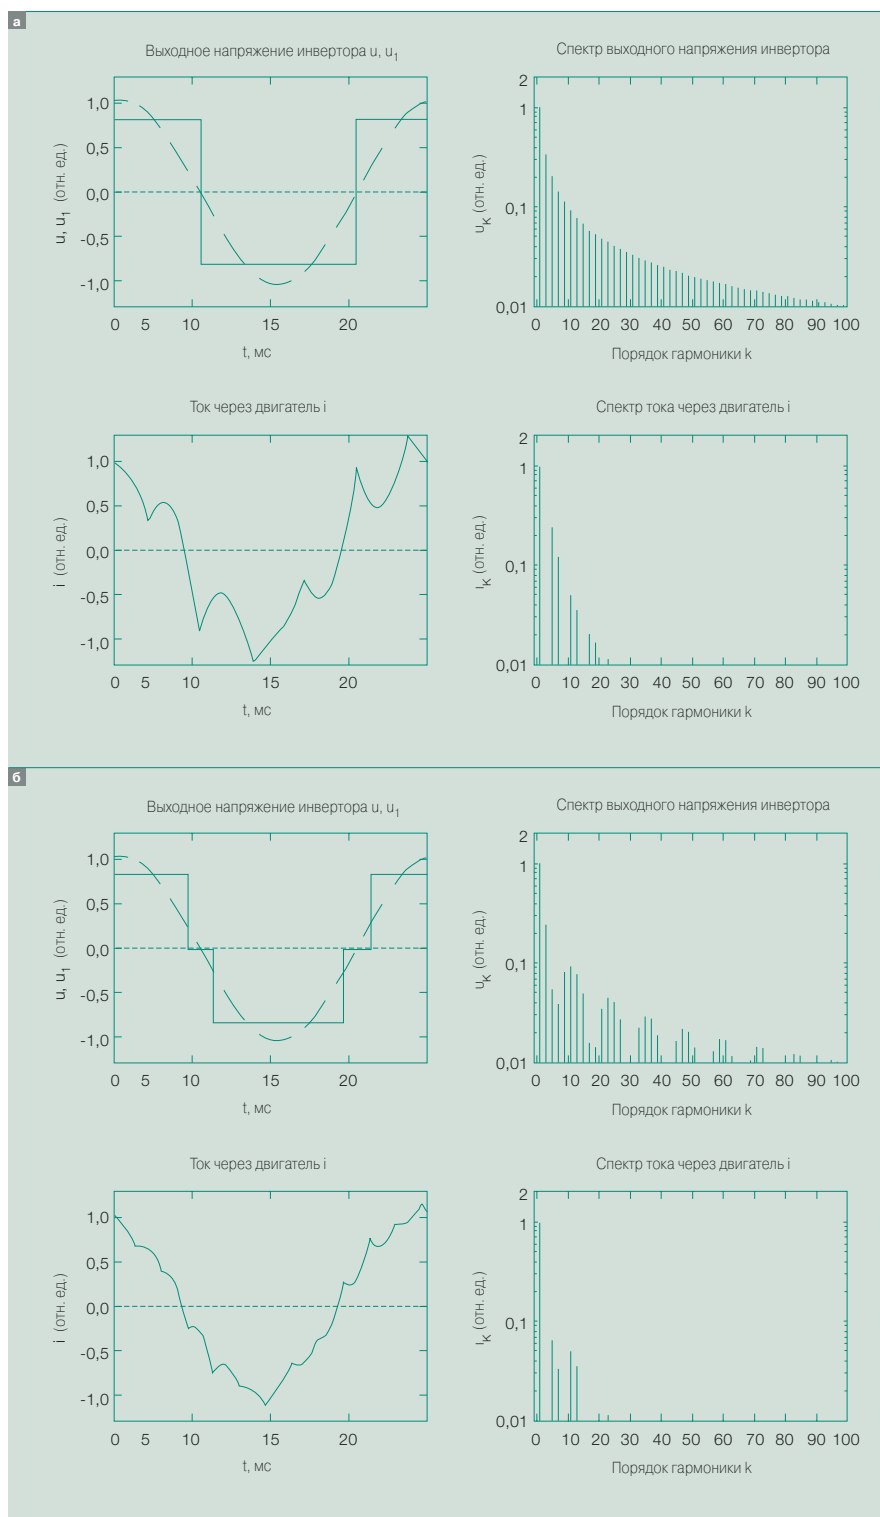 а
Выходное напряжение инвертора u, u1
u, u1 (отн. ед.)
1,0
0,5
0,0
-0,5
-1,0
0 5 15 20
t, мс
Спектр выходного напряжения инвертора
uK (отн. ед.)
2
1
0,1
0,01
0 10 20 30 40 50 60 70 80 90 100
Порядок гармоники k
Ток через двигатель i
i (отн. ед.)
1,0
0,5
0,0
-0,5
-1,0
0 5 15 20
t, мс
Спектр тока через двигатель i
IK (отн. ед.)
2
1
0,1
0,01
0 10 20 30 40 50 60 70 80 90 100
Порядок гармоники k
б
Выходное напряжение инвертора u, u1
u, u1 (отн. ед.)
1,0
0,5
0,0
-0,5
-1,0
0 5 15 20
t, мс
Спектр выходного напряжения инвертора
uK (отн. ед.)
2
1
0,1
0,01
0 10 20 30 40 50 60 70 80 90 100
Порядок гармоники k
Ток через двигатель i
i (отн. ед.)
1,0
0,5
0,0
-0,5
-1,0
0 5 15 20
t, мс
Спектр тока через двигатель i
IK (отн. ед.)
2
1
0,1
0,01
0 10 20 30 40 50 60 70 80 90 100
Порядок гармоники k